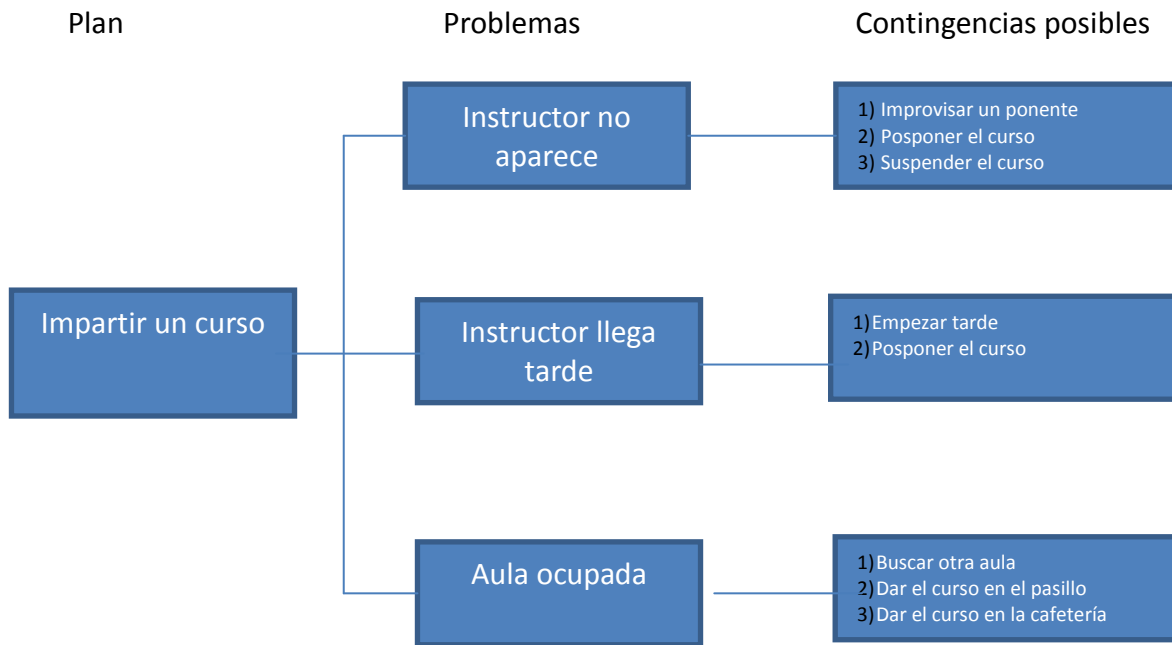 Plan
Problemas
Contingencias posibles
Impartir un curso
Instructor no
aparece
1) Improvisar un ponente
2) Posponer el curso
3) Suspender el curso
Instructor llega
tarde
1) Empezar tarde
2) Posponer el curso
Aula ocupada
1) Buscar otra aula
2) Dar el curso en el pasillo
3) Dar el curso en la cafetería